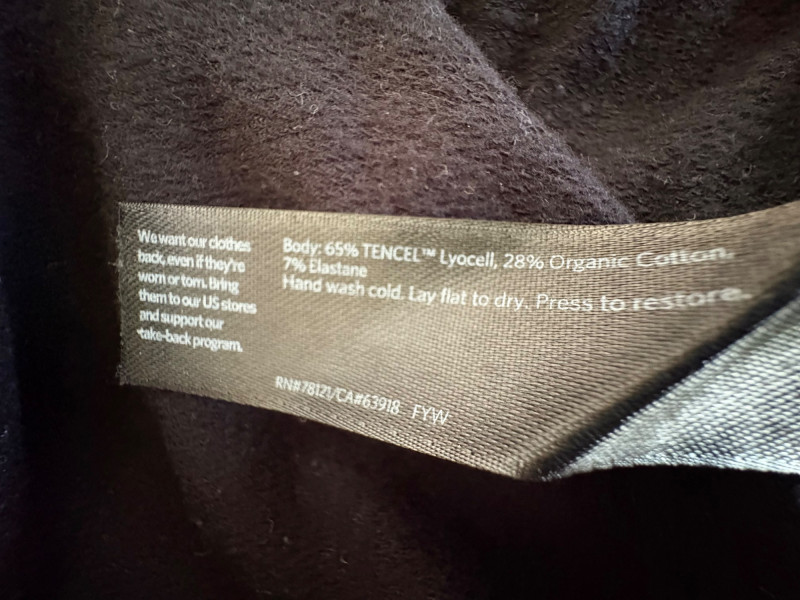 We want our clothes
back, even if they're
worn or torn. Bring
them to our US stores
and support our
take-back program.
Body: 65% TENCEL™ Lyocell, 28% Organic Cotton,
7% Elastane
Hand wash cold. Lay flat to dry. Press to restore.
RN#78121/CA#63918 FYW